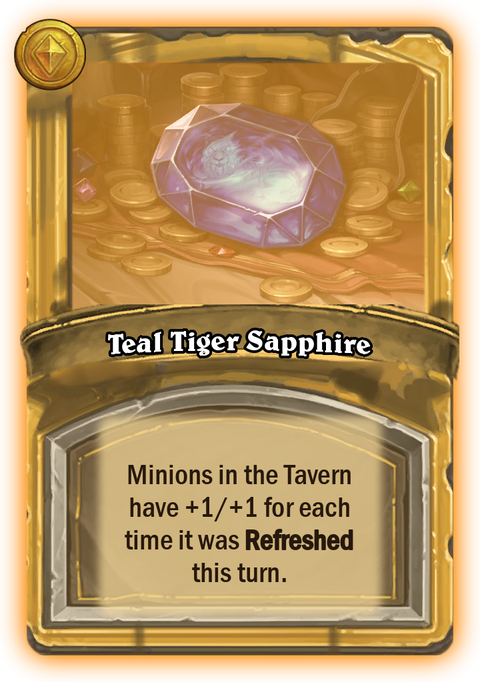 Teal Tiger Sapphire
Minions in the Tavern
have +1/+1 for each
time it was Refreshed
this turn.